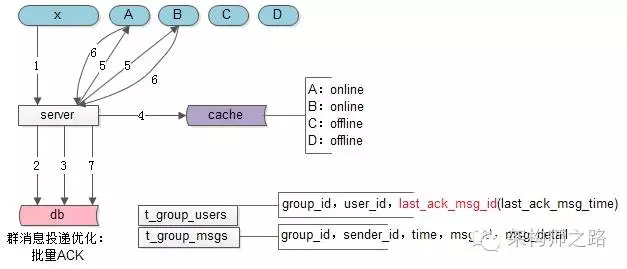 x
A
B
C
D
6
1
5
5
6
server
4
cache
A：online
B：online
C：offline
D：offline
2
3
7
db
群消息投递优化：
批量ACK
t_group_users
group_id，user_id，last_ack_msg_id(last_ack_msg_time)
t_group_msgs
group_id，sender_id，time，msg_id，msg_detail
架构师之路